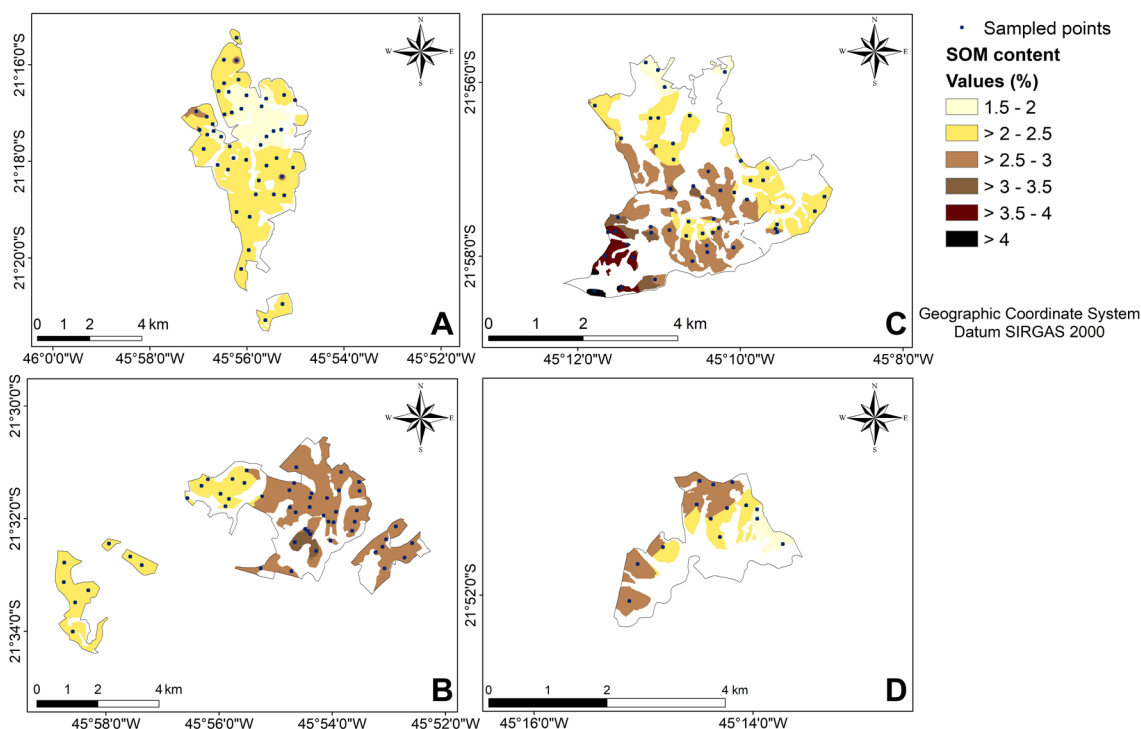 N
W E
S
21°16'0"S
21°18'0"S
21°20'0"S
0 1 2 4 km
A
46°00'0"W 45°58'0"W 45°56'0"W 45°54'0"W 45°52'0"W
N
W E
S
21°56'0"S
21°58'0"S
0 1 2 4 km
C
45°12'0"W 45°10'0"W 45°8'0"W
Sampled points
SOM content
Values (%)
1.5 - 2
> 2 - 2.5
> 2.5 - 3
> 3 - 3.5
> 3.5 - 4
> 4
Geographic Coordinate System
Datum SIRGAS 2000
N
W E
S
21°30'0"S
21°32'0"S
21°34'0"S
0 1 2 4 km
B
45°58'0"W 45°56'0"W 45°54'0"W 45°52'0"W
N
W E
S
21°52'0"S
0 2 4 km
D
45°16'0"W 45°14'0"W